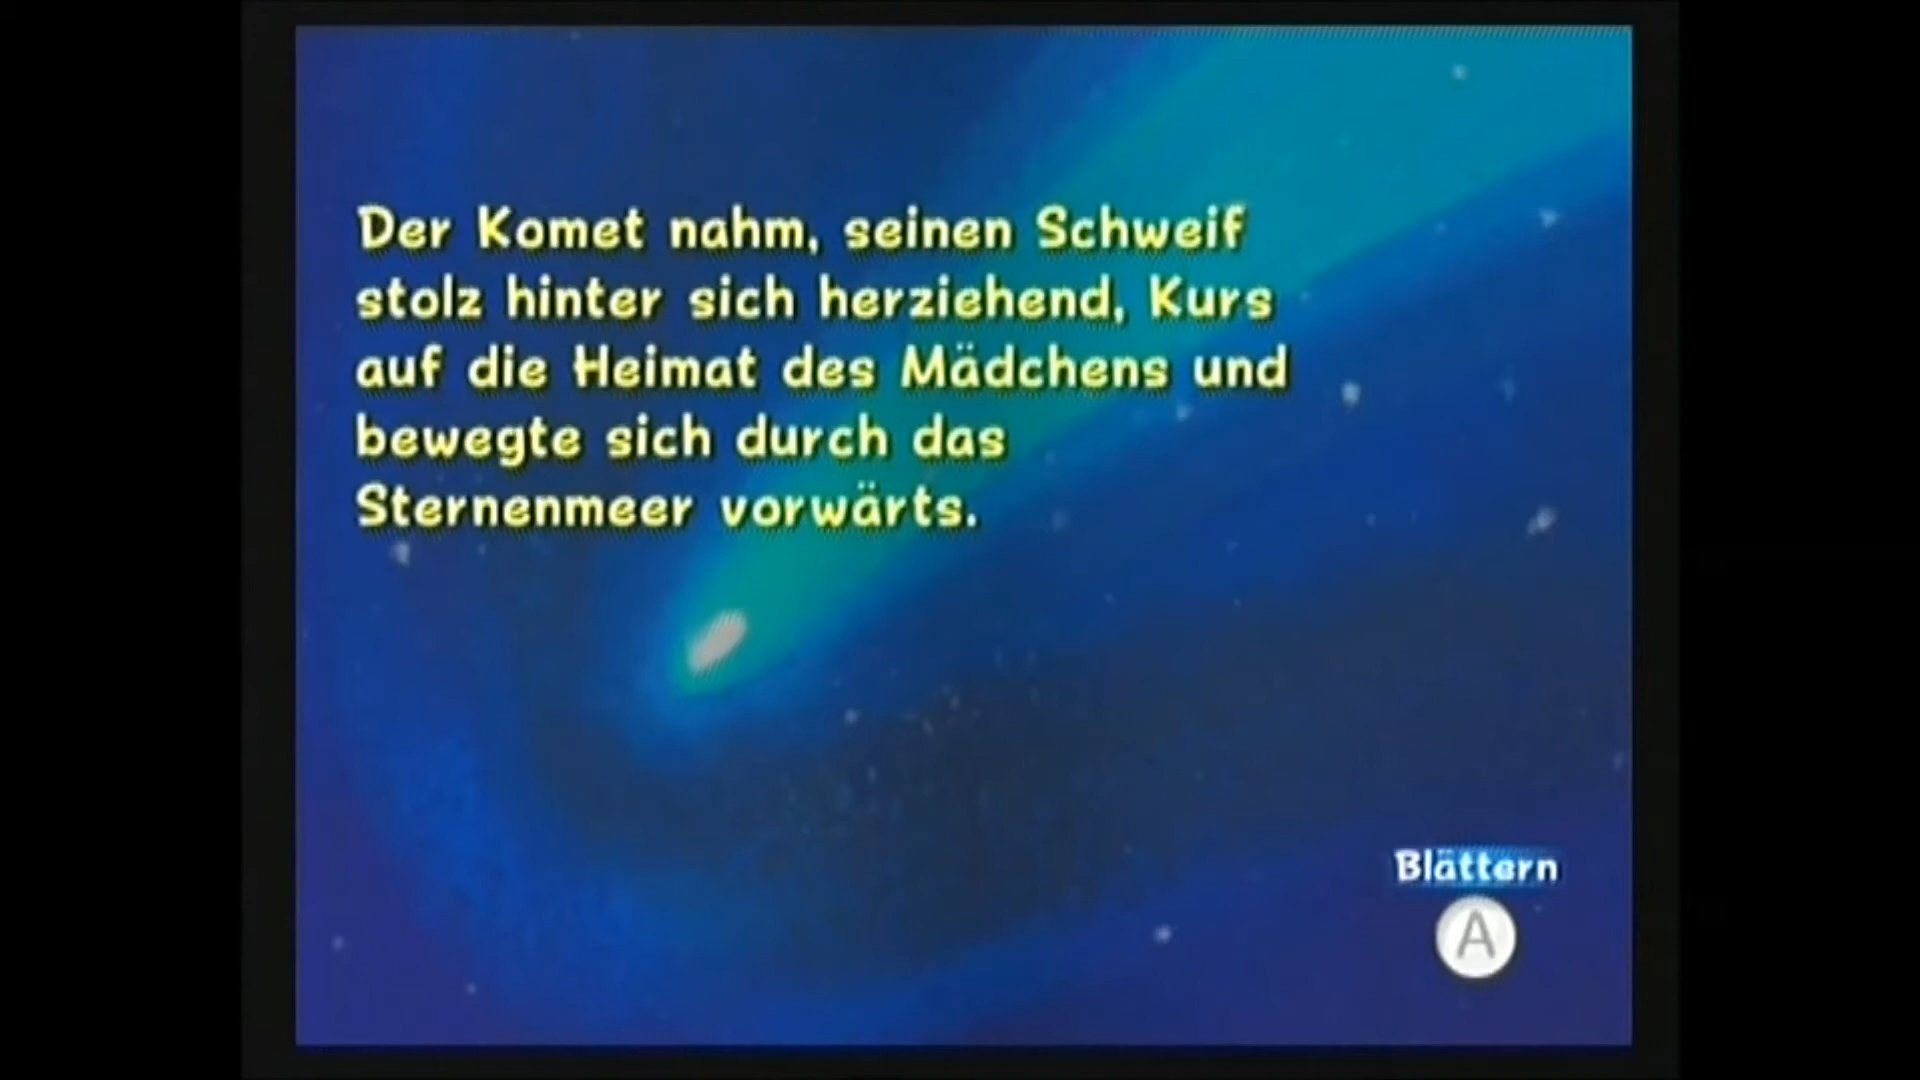 Der Komet nahm, seinen Schweif
stolz hinter sich herziehend, Kurs
auf die Heimat des Mädchens und
bewegte sich durch das
Sternenmeer vorwärts.
Blättern
A